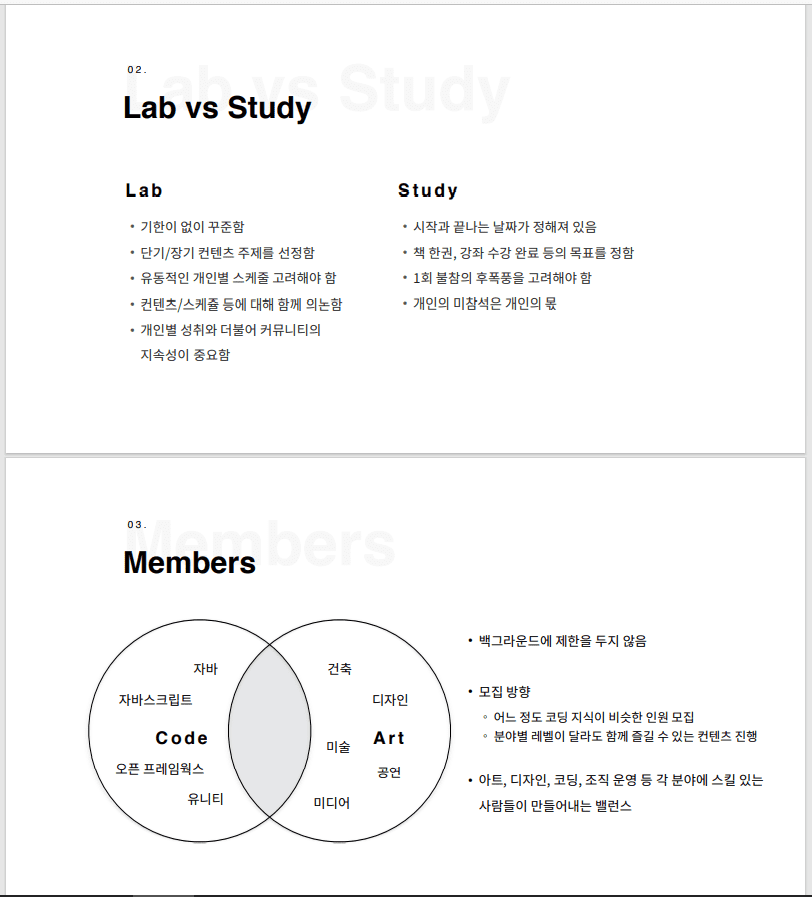 02.
Lab vs Study
Lab vs Study
Lab
• 기한이 없이 꾸준함
• 단기/장기 컨텐츠 주제를 선정함
• 유동적인 개인별 스케줄 고려해야 함
• 컨텐츠/스케쥴 등에 대해 함께 의논함
• 개인별 성취와 더불어 커뮤니티의
지속성이 중요함
Study
• 시작과 끝나는 날짜가 정해져 있음
• 책 한권, 강좌 수강 완료 등의 목표를 정함
• 1회 불참의 후폭풍을 고려해야 함
• 개인의 미참석은 개인의 몫
03.
Members
Members
자바
자바스크립트
Code
오픈 프레임웍스
유니티
건축
디자인
미술
Art
공연
미디어
• 백그라운드에 제한을 두지 않음
• 모집 방향
◦ 어느 정도 코딩 지식이 비슷한 인원 모집
◦ 분야별 레벨이 달라도 함께 즐길 수 있는 컨텐츠 진행
• 아트, 디자인, 코딩, 조직 운영 등 각 분야에 스킬 있는
사람들이 만들어내는 밸런스